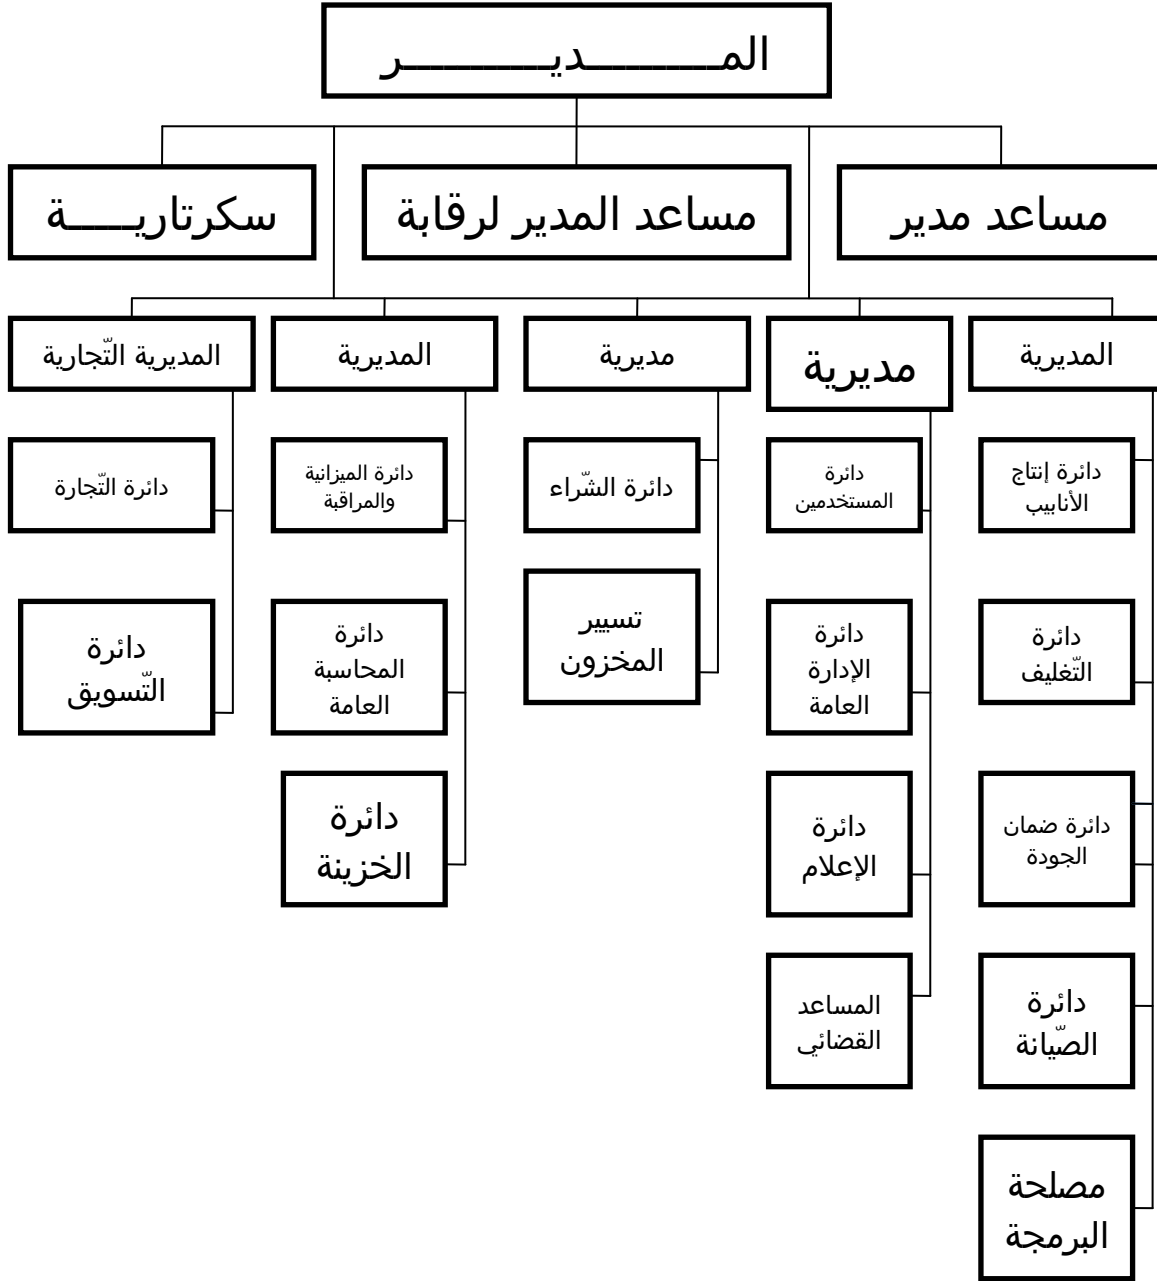 المـــــــــديــــــــــر
مساعد مدير
مساعد المدير لرقابة
سكرتاريـــــة
المديرية
مديرية
مديرية
المديرية
المديرية التّجارية
دائرة إنتاج
الأنابيب
دائرة
المستخدمين
دائرة الشّراء
دائرة الميزانية
والمراقبة
دائرة التّجارة
دائرة
التّغليف
دائرة
الإدارة
العامة
تسيير
المخزون
دائرة
المحاسبة
العامة
دائرة
التّسويق
دائرة ضمان
الجودة
دائرة
الإعلام
دائرة
الخزينة
دائرة
الصّيانة
المساعد
القضائي
مصلحة
البرمجة